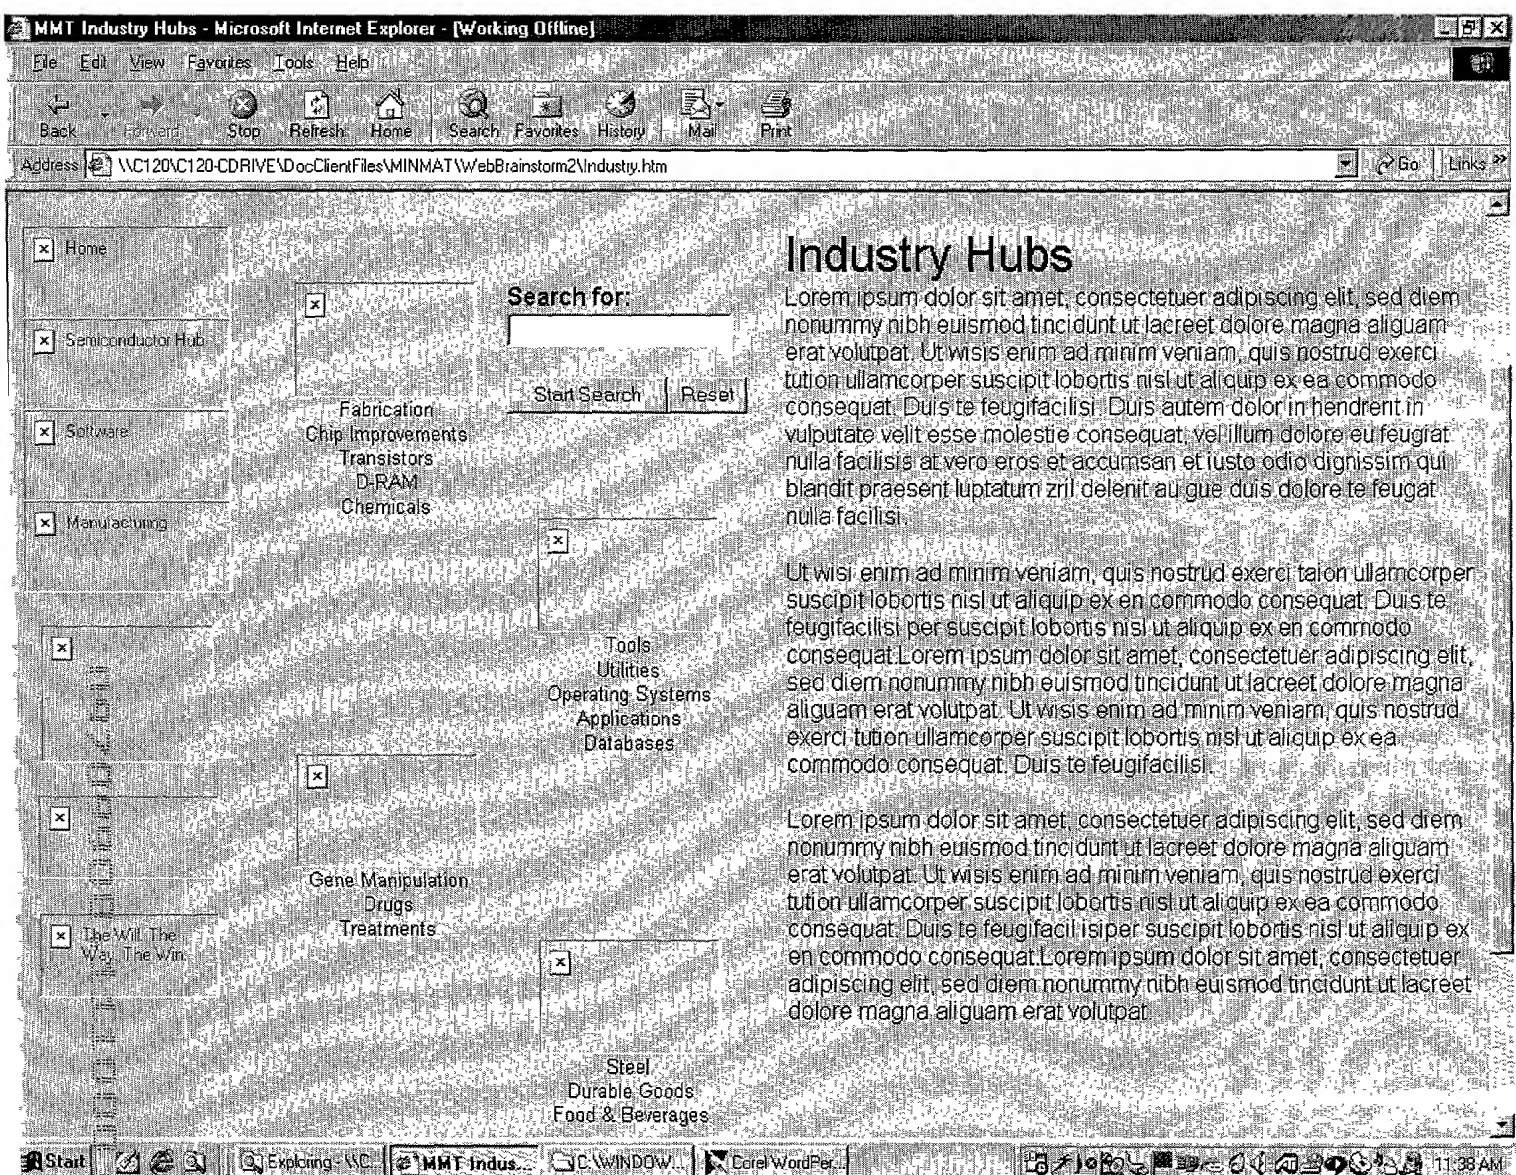 MMT Industry Hubs - Microsoft Internet Explorer - [Working Offline]
File Edit View Favorites Tools Help
Back Forward Stop Refresh Home Search Favorites History Mail Print
Address \\C120\C120-CDRIVE\DocClientFiles\MINMAT\WebBrainstorm2\Industry.htm Go Links »
Home
Semiconductor Hub
Software
Manufacturing
The Will. The
Way. The Win.
Fabrication
Chip Improvements
Transistors
D-RAM
Chemicals
Search for:
Start Search Reset
Tools
Utilities
Operating Systems
Applications
Databases
Gene Manipulation
Drugs
Treatments
Steel
Durable Goods
Food & Beverages
Industry Hubs
Lorem ipsum dolor sit amet, consectetuer adipiscing elit, sed diem
nonummy nibh euismod tincidunt ut lacreet dolore magna aliguam
erat volutpat. Ut wisis enim ad minim veniam, quis nostrud exerci
tution ullamcorper suscipit lobortis nisl ut aliquip ex ea commodo
consequat. Duis te feugifacilisi. Duis autem dolor in hendrerit in
vulputate velit esse molestie consequat, vel illum dolore eu feugiat
nulla facilisis at vero eros et accumsan et iusto odio dignissim qui
blandit praesent luptatum zril delenit au gue duis dolore te feugat
nulla facilisi.
Ut wisi enim ad minim veniam, quis nostrud exerci taion ullamcorper
suscipit lobortis nisl ut aliquip ex en commodo consequat. Duis te
feugifacilisi per suscipit lobortis nisl ut aliquip ex en commodo
consequat.Lorem ipsum dolor sit amet, consectetuer adipiscing elit,
sed diem nonummy nibh euismod tincidunt ut lacreet dolore magna
aliguam erat volutpat. Ut wisis enim ad minim veniam, quis nostrud
exerci tution ullamcorper suscipit lobortis nisl ut aliquip ex ea
commodo consequat. Duis te feugifacilisi.
Lorem ipsum dolor sit amet, consectetuer adipiscing elit, sed diem
nonummy nibh euismod tincidunt ut lacreet dolore magna aliguam
erat volutpat. Ut wisis enim ad minim veniam, quis nostrud exerci
tution ullamcorper suscipit lobortis nisl ut aliquip ex ea commodo
consequat. Duis te feugifacil isiper suscipit lobortis nisl ut aliquip ex
en commodo consequat.Lorem ipsum dolor sit amet, consectetuer
adipiscing elit, sed diem nonummy nibh euismod tincidunt ut lacreet
dolore magna aliguam erat volutpat.
Start Exploring - \\C... MMT Indus... C:\WINDOW... Corel WordPer... 11:38 AM